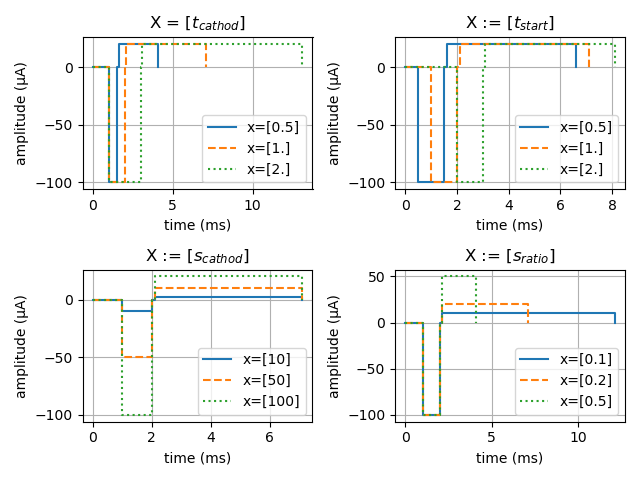 X = [t_cathod]
amplitude (μA)
0
−50
−100
x=[0.5]
x=[1.]
x=[2.]
0 5 10
time (ms)
X := [t_start]
amplitude (μA)
0
−50
−100
x=[0.5]
x=[1.]
x=[2.]
0 2 4 6 8
time (ms)
X := [s_cathod]
amplitude (μA)
0
−50
−100
x=[10]
x=[50]
x=[100]
0 2 4 6
time (ms)
X := [s_ratio]
amplitude (μA)
50
0
−50
−100
x=[0.1]
x=[0.2]
x=[0.5]
0 5 10
time (ms)